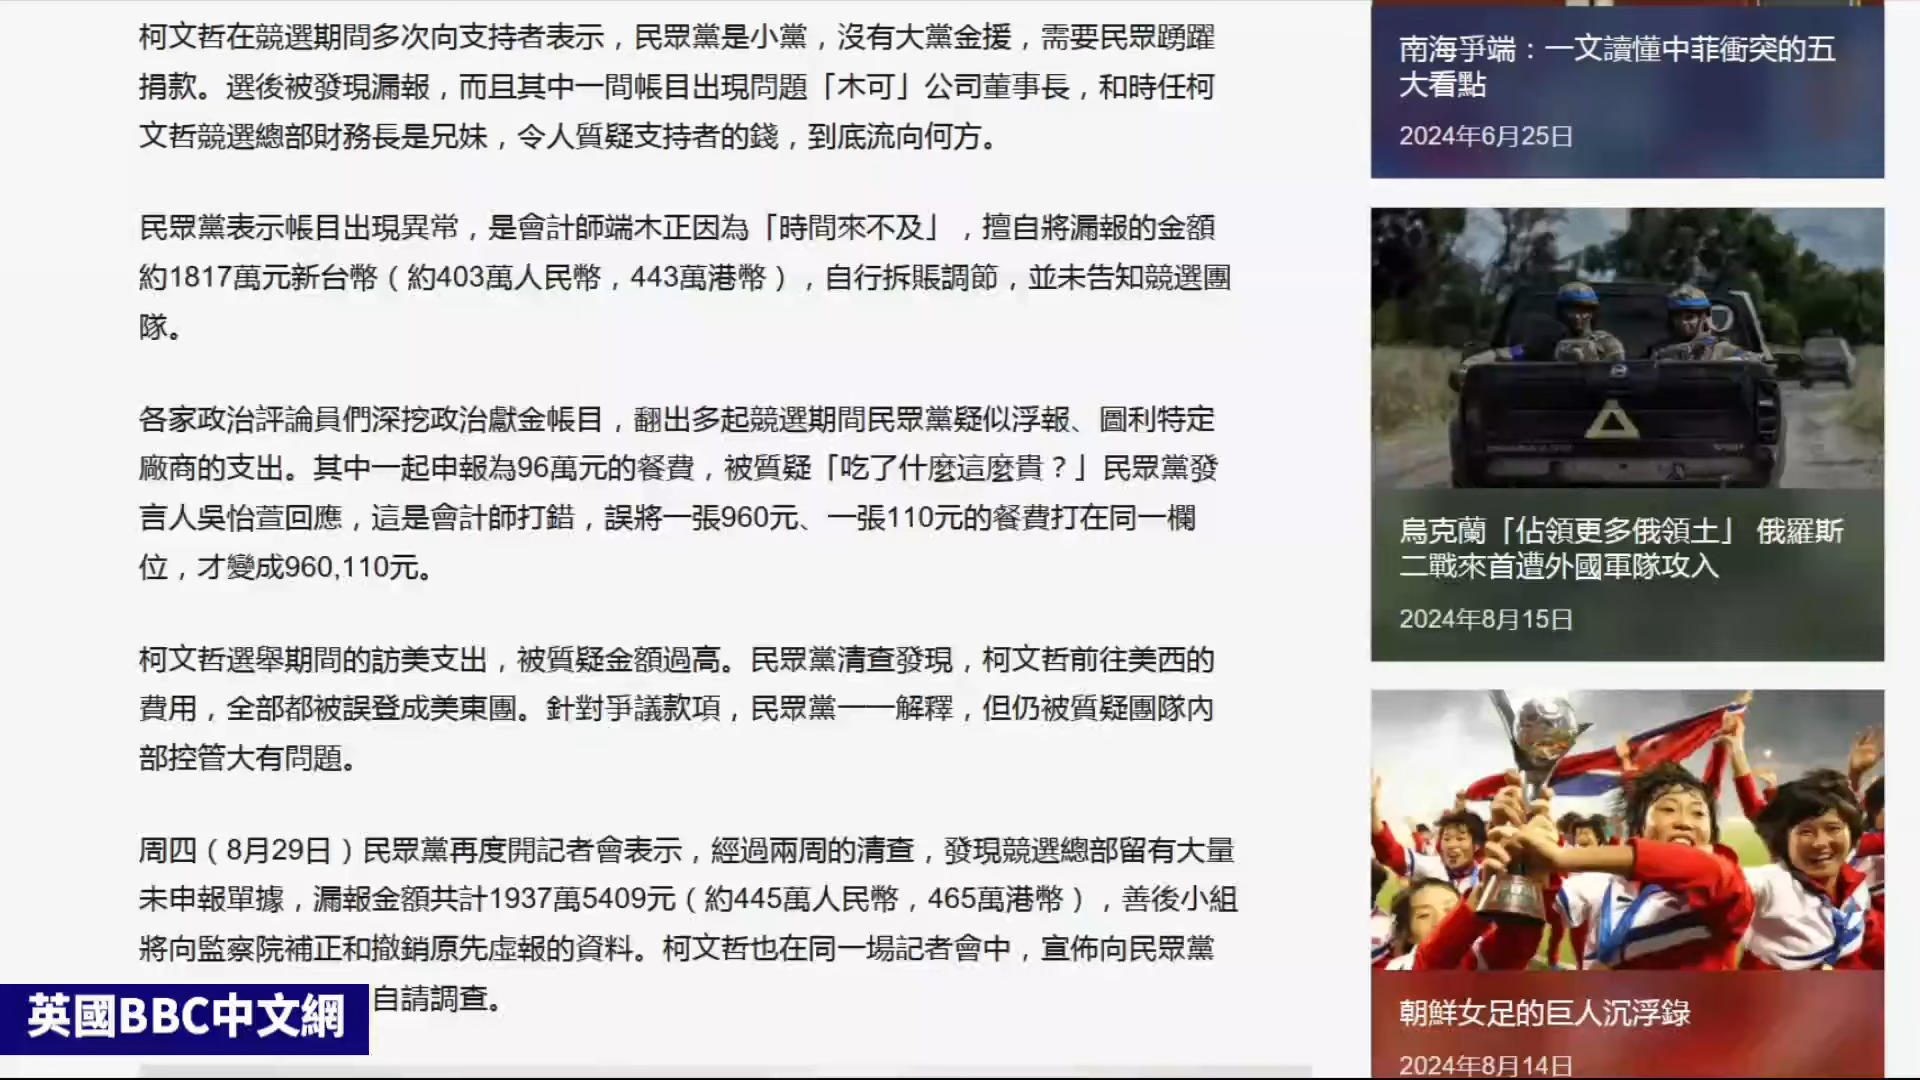 柯文哲在競選期間多次向支持者表示，民眾黨是小黨，沒有大黨金援，需要民眾踴躍
捐款。選後被發現漏報，而且其中一間帳目出現問題「木可」公司董事長，和時任柯
文哲競選總部財務長是兄妹，令人質疑支持者的錢，到底流向何方。
民眾黨表示帳目出現異常，是會計師端木正因為「時間來不及」，擅自將漏報的金額
約1817萬元新台幣（約403萬人民幣，443萬港幣），自行拆賬調節，並未告知競選團
隊。
各家政治評論員們深挖政治獻金帳目，翻出多起競選期間民眾黨疑似浮報、圖利特定
廠商的支出。其中一起申報為96萬元的餐費，被質疑「吃了什麼這麼貴？」民眾黨發
言人吳怡萱回應，這是會計師打錯，誤將一張960元、一張110元的餐費打在同一欄
位，才變成960,110元。
柯文哲選舉期間的訪美支出，被質疑金額過高。民眾黨清查發現，柯文哲前往美西的
費用，全部都被誤登成美東團。針對爭議款項，民眾黨一一解釋，但仍被質疑團隊內
部控管大有問題。
周四（8月29日）民眾黨再度開記者會表示，經過兩周的清查，發現競選總部留有大量
未申報單據，漏報金額共計1937萬5409元（約445萬人民幣，465萬港幣），善後小組
將向監察院補正和撤銷原先虛報的資料。柯文哲也在同一場記者會中，宣佈向民眾黨
自請調查。
英國BBC中文網
南海爭端：一文讀懂中菲衝突的五
大看點
2024年6月25日
烏克蘭「佔領更多俄領土」 俄羅斯
二戰來首遭外國軍隊攻入
2024年8月15日
朝鮮女足的巨人沉浮錄
2024年8月14日